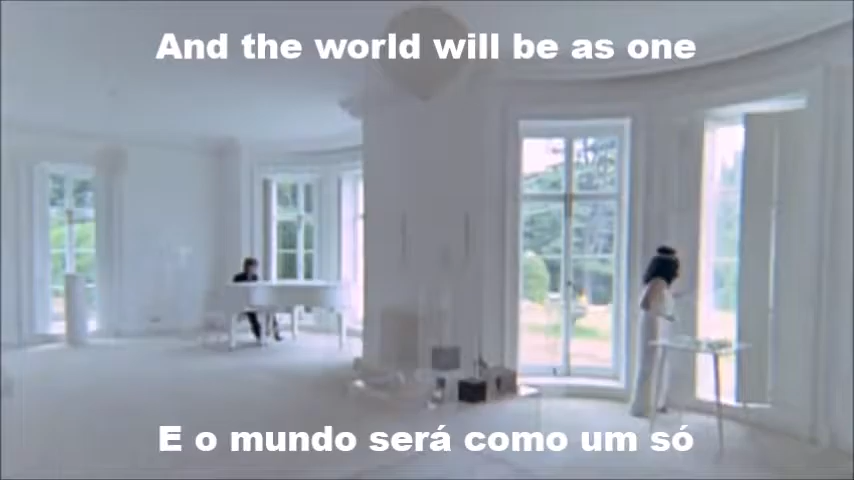 And the world will be as one
E o mundo será como um só